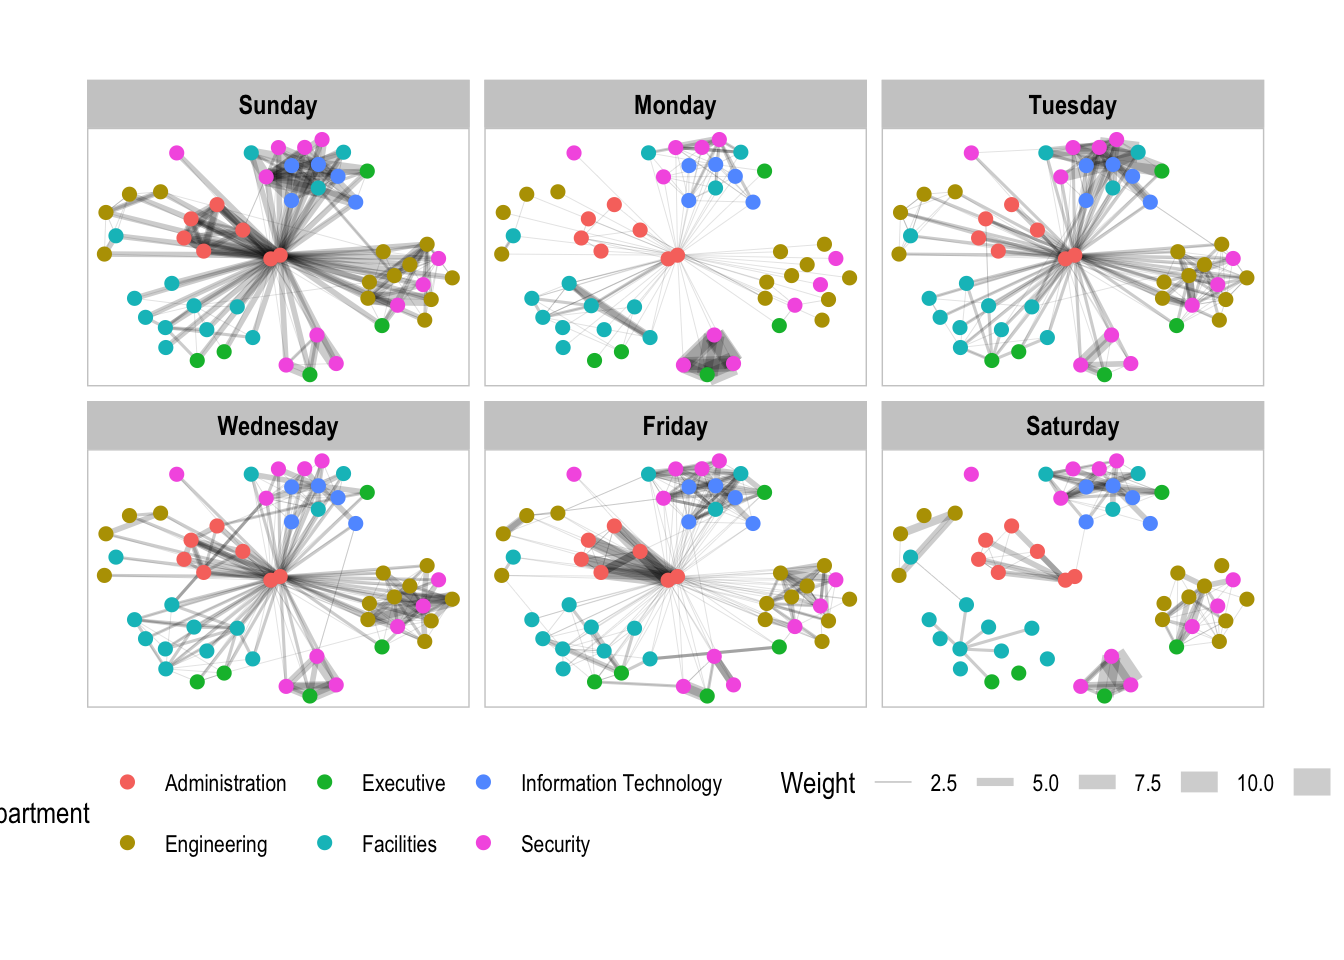 Sunday
Monday
Tuesday
Wednesday
Friday
Saturday
partment
Administration
Executive
Information Technology
Engineering
Facilities
Security
Weight
2.5
5.0
7.5
10.0